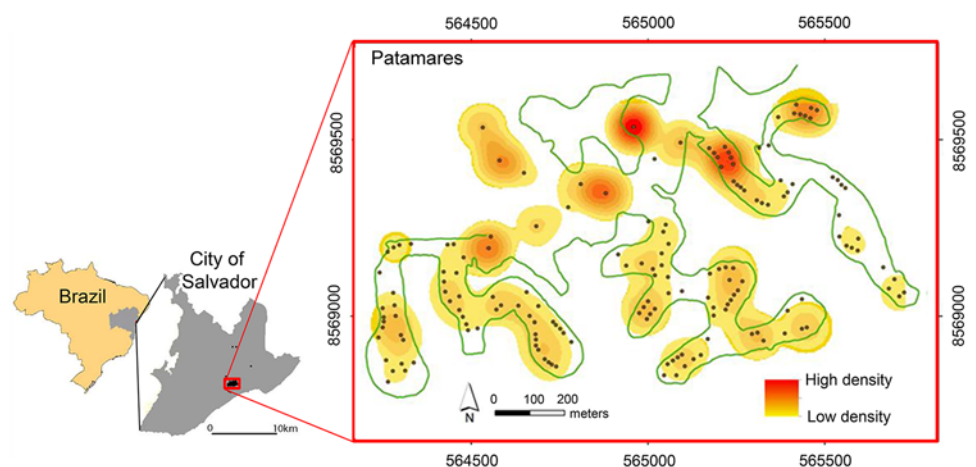 564500 565000 565500
Patamares
8569500
8569500
City of
Salvador
Brazil
8569000
8569000
High density
0 100 200
Low density
meters
N
0 10km
564500 565000 565500